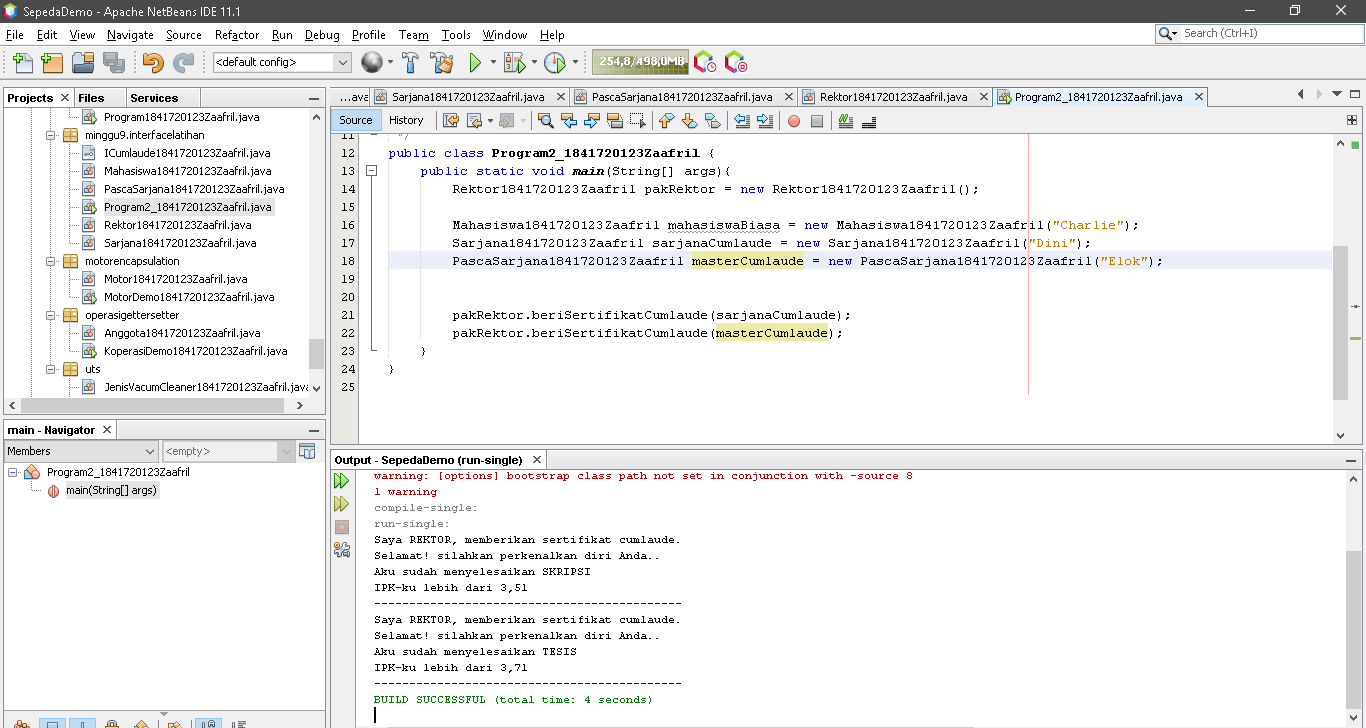 SepedaDemo - Apache NetBeans IDE 11.1
File Edit View Navigate Source Refactor Run Debug Profile Team Tools Window Help
Search (Ctrl+I)
<default config>
254,8/498,0MB
Projects Files Services
Program1841720123Zaafril.java
minggu9.interfacelatihan
ICumlaude1841720123Zaafril.java
Mahasiswa1841720123Zaafril.java
PascaSarjana1841720123Zaafril.java
Program2_1841720123Zaafril.java
Rektor1841720123Zaafril.java
Sarjana1841720123Zaafril.java
motorencapsulation
Motor1841720123Zaafril.java
MotorDemo1841720123Zaafril.java
operasigettersetter
Anggota1841720123Zaafril.java
KoperasiDemo1841720123Zaafril.java
uts
JenisVacumCleaner1841720123Zaafril.java
main - Navigator
Members
<empty>
Program2_1841720123Zaafril
main(String[] args)
...ava Sarjana1841720123Zaafril.java PascaSarjana1841720123Zaafril.java Rektor1841720123Zaafril.java Program2_1841720123Zaafril.java
Source History
11 */
12 public class Program2_1841720123Zaafril {
13 public static void main(String[] args){
14 Rektor1841720123Zaafril pakRektor = new Rektor1841720123Zaafril();
15
16 Mahasiswa1841720123Zaafril mahasiswaBiasa = new Mahasiswa1841720123Zaafril("Charlie");
17 Sarjana1841720123Zaafril sarjanaCumlaude = new Sarjana1841720123Zaafril("Dini");
18 PascaSarjana1841720123Zaafril masterCumlaude = new PascaSarjana1841720123Zaafril("Elok");
19
20
21 pakRektor.beriSertifikatCumlaude(sarjanaCumlaude);
22 pakRektor.beriSertifikatCumlaude(masterCumlaude);
23 }
24 }
25
Output - SepedaDemo (run-single)
warning: [options] bootstrap class path not set in conjunction with -source 8
1 warning
compile-single:
run-single:
Saya REKTOR, memberikan sertifikat cumlaude.
Selamat! silahkan perkenalkan diri Anda..
Aku sudah menyelesaikan SKRIPSI
IPK-ku lebih dari 3,51
--------------------------------------------
Saya REKTOR, memberikan sertifikat cumlaude.
Selamat! silahkan perkenalkan diri Anda..
Aku sudah menyelesaikan TESIS
IPK-ku lebih dari 3,71
--------------------------------------------
BUILD SUCCESSFUL (total time: 4 seconds)